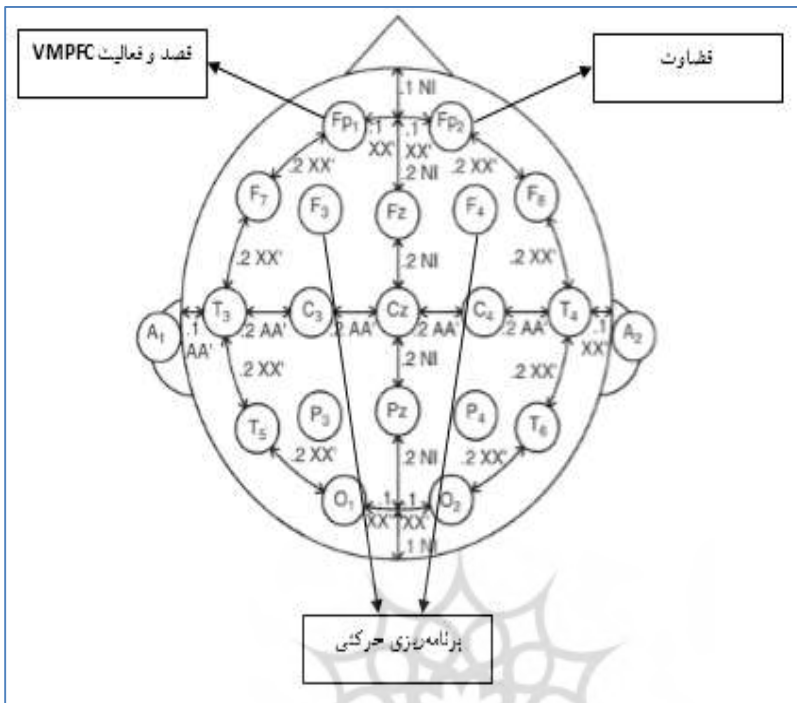 قصد و فعالیت VMPFC
قضاوت
.1 NI
Fp1 .1 XX' .1 XX' Fp2
.2 XX' .2 NI .2 XX'
F7 F3 Fz F4 F8
.2 XX' .2 NI .2 XX'
A1 .1 AA' T3 .2 AA' C3 .2 AA' Cz .2 AA' C4 .2 AA' T4 .1 XX' A2
.2 XX' .2 NI .2 XX'
T5 P3 Pz P4 T6
.2 XX' .2 NI .2 XX'
O1 .1 XX' .1 XX' O2
.1 NI
برنامه‌ریزی حرکتی